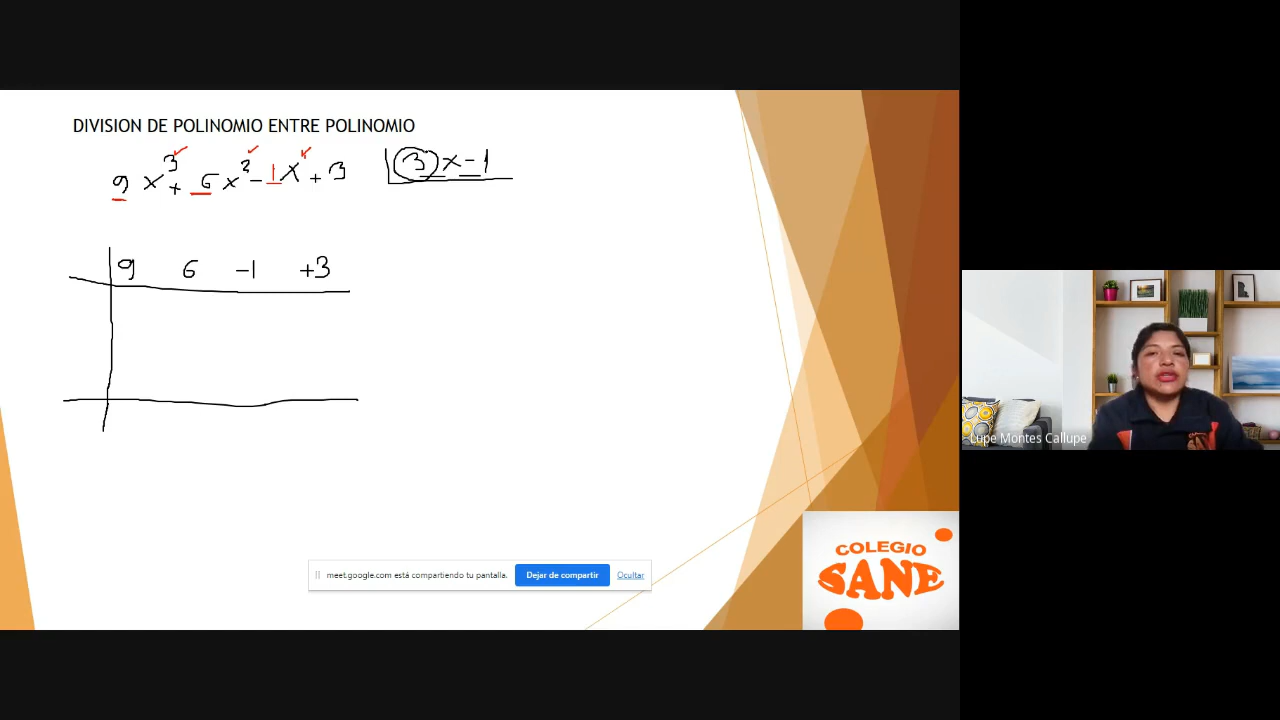 DIVISION DE POLINOMIO ENTRE POLINOMIO
9x³ + 6x² - 1x + 3 | 3x - 1
9 6 -1 +3
Lupe Montes Callupe
COLEGIO
SANE
meet.google.com está compartiendo tu pantalla. Dejar de compartir Ocultar